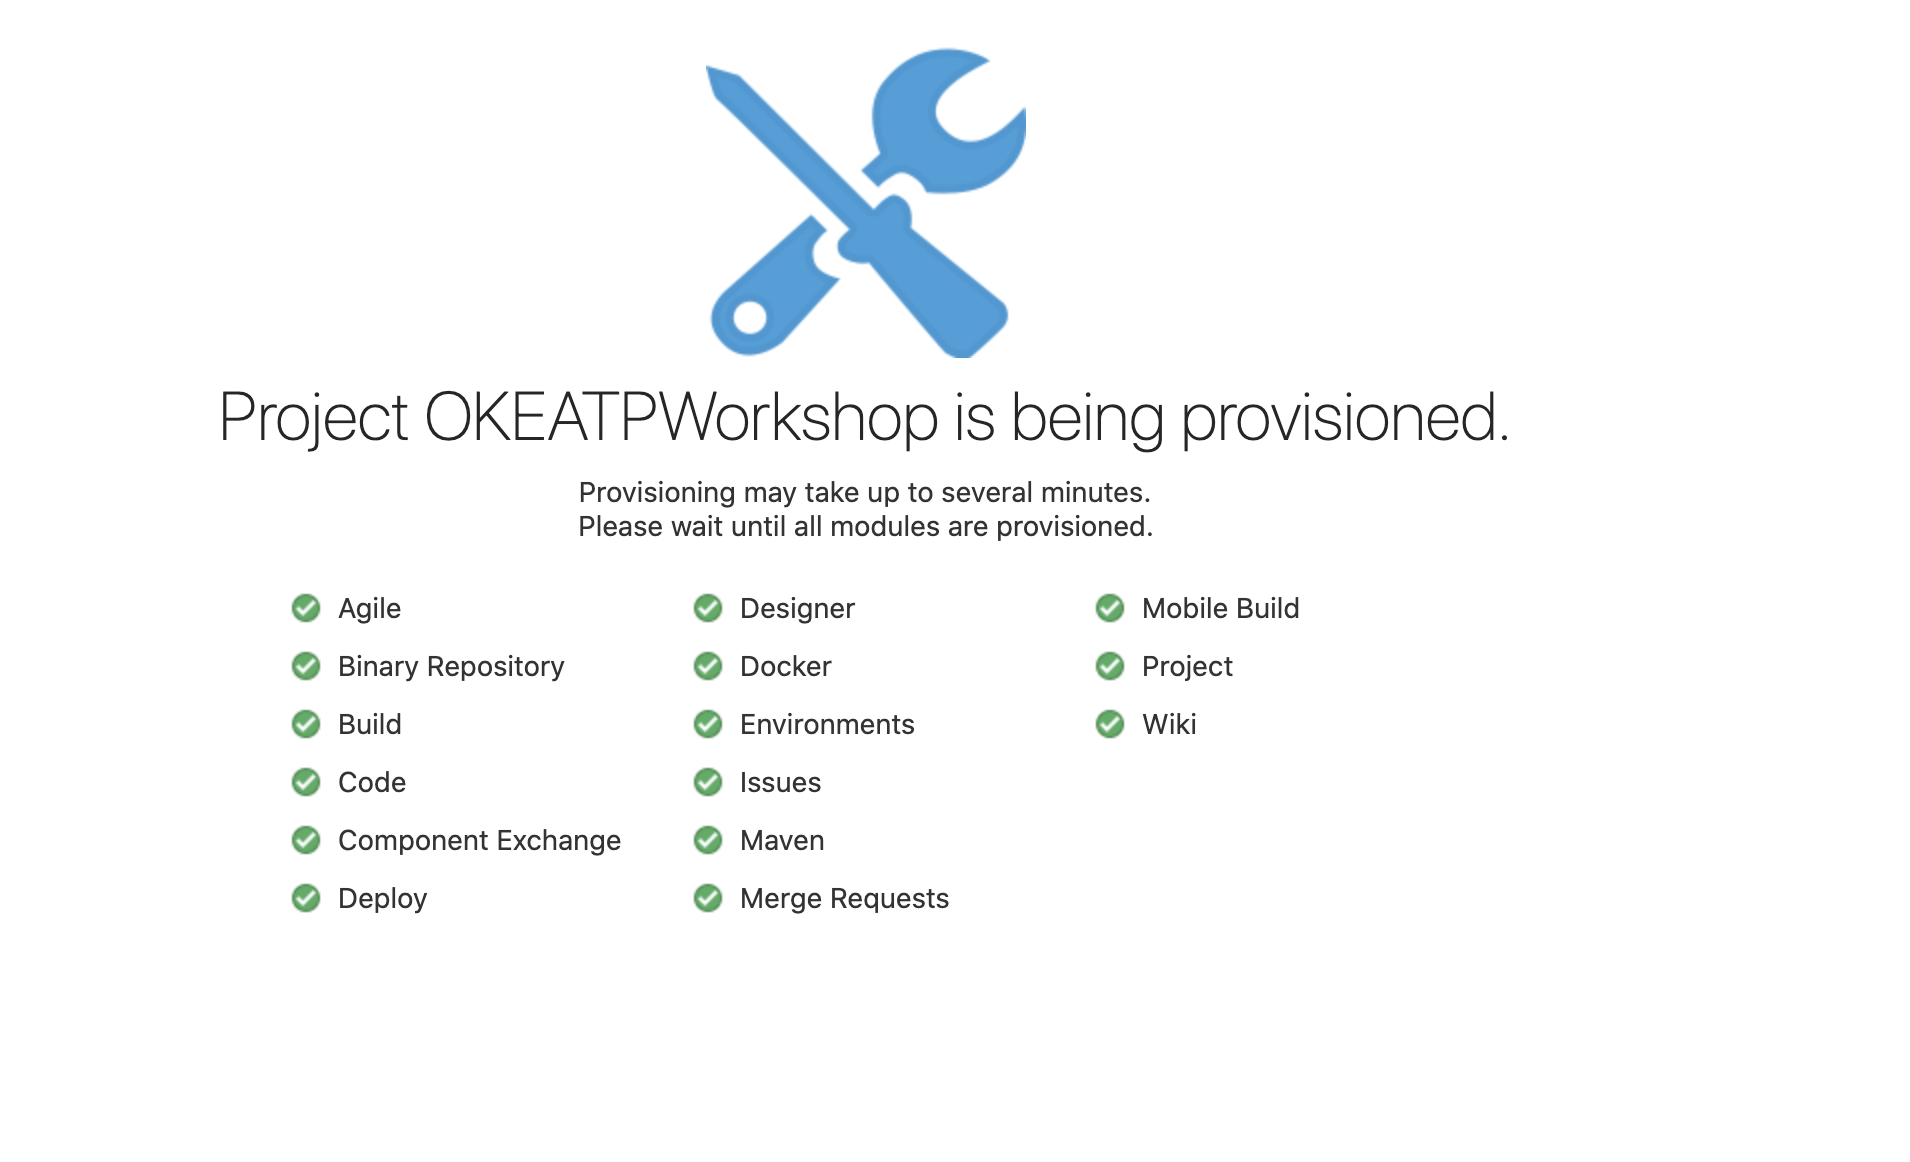 Project OKEATPWorkshop is being provisioned.
Provisioning may take up to several minutes.
Please wait until all modules are provisioned.
Agile
Binary Repository
Build
Code
Component Exchange
Deploy
Designer
Docker
Environments
Issues
Maven
Merge Requests
Mobile Build
Project
Wiki